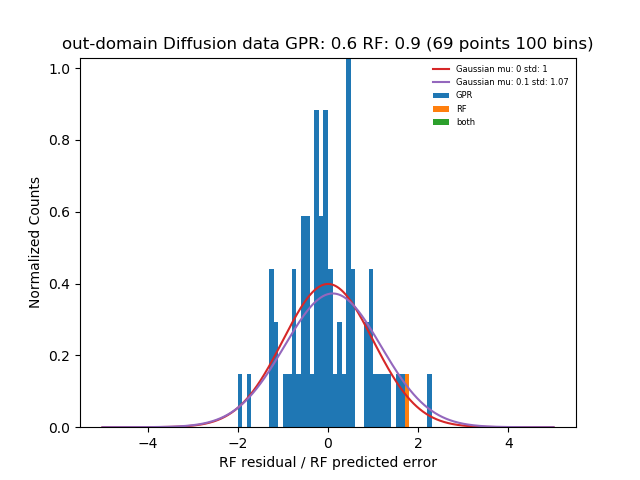 out-domain Diffusion data GPR: 0.6 RF: 0.9 (69 points 100 bins)
Gaussian mu: 0 std: 1
Gaussian mu: 0.1 std: 1.07
GPR
RF
both
Normalized Counts
1.0
0.8
0.6
0.4
0.2
0.0
−4 −2 0 2 4
RF residual / RF predicted error